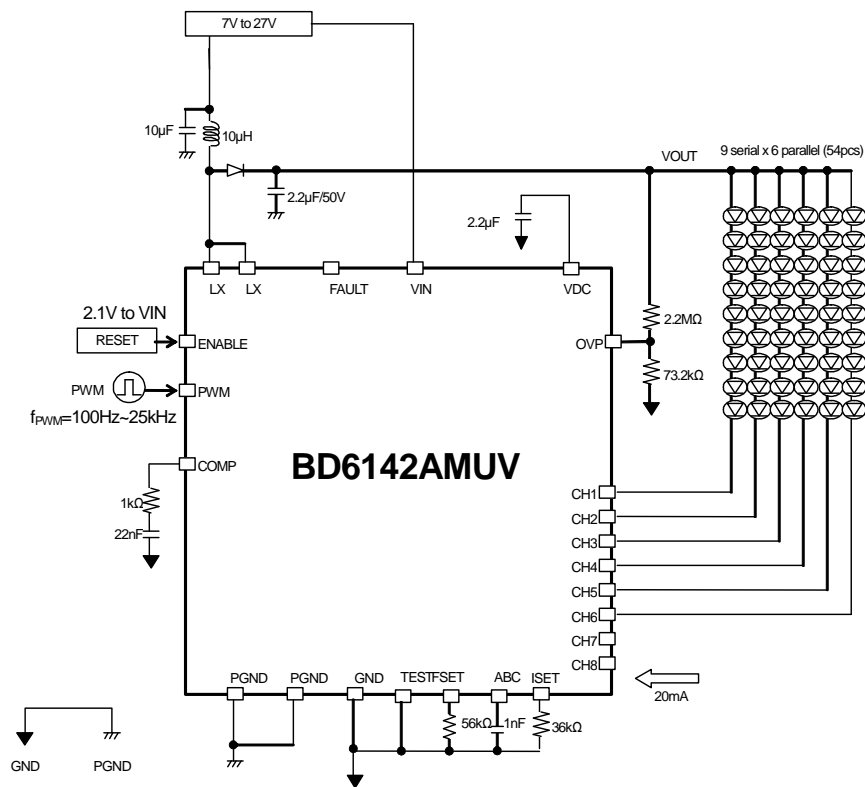 7V to 27V
10µF
10µH
2.2µF/50V
VOUT
9 serial x 6 parallel (54pcs)
2.2µF
LX
LX
FAULT
VIN
VDC
2.1V to VIN
RESET
ENABLE
OVP
2.2MΩ
73.2kΩ
PWM
PWM
fPWM=100Hz~25kHz
COMP
BD6142AMUV
1kΩ
22nF
CH1
CH2
CH3
CH4
CH5
CH6
CH7
CH8
20mA
PGND
PGND
GND
TEST
FSET
ABC
ISET
56kΩ
1nF
36kΩ
GND
PGND